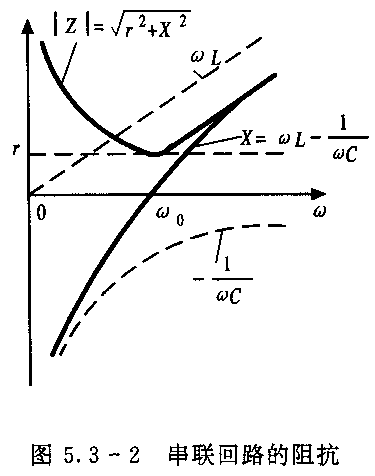 |Z|=√r²+X²
ωL
X= ωL-1/ωC
r
0
ω₀
ω
-1/ωC
图 5.3-2 串联回路的阻抗